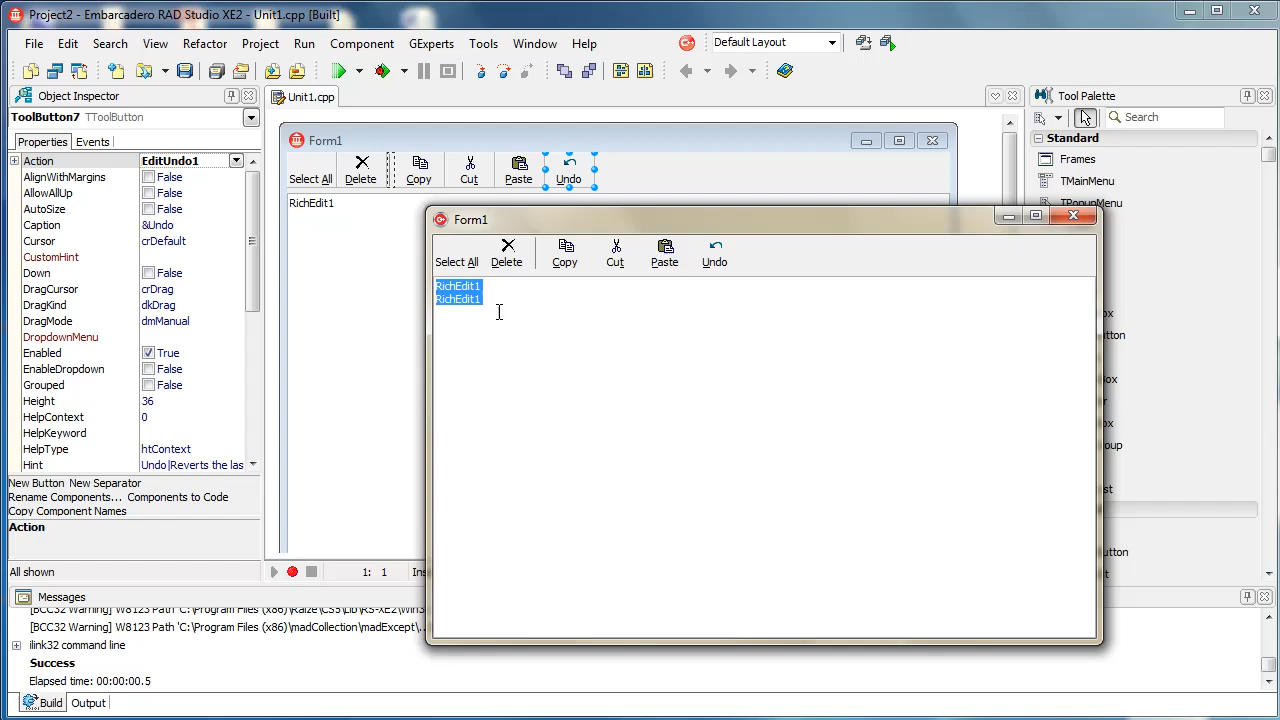 Project2 - Embarcadero RAD Studio XE2 - Unit1.cpp [Built]
File Edit Search View Refactor Project Run Component GExperts Tools Window Help
Default Layout
Object Inspector
Unit1.cpp
Tool Palette
ToolButton7 TToolButton
Search
Properties Events
Form1
Standard
Action EditUndo1
AlignWithMargins False
AllowAllUp False
AutoSize False
Caption &Undo
Cursor crDefault
CustomHint
Down False
DragCursor crDrag
DragKind dkDrag
DragMode dmManual
DropdownMenu
Enabled True
EnableDropdown False
Grouped False
Height 36
HelpContext 0
HelpKeyword
HelpType htContext
Hint Undo|Reverts the las
New Button New Separator
Rename Components... Components to Code
Copy Component Names
Action
All shown
Select All Delete Copy Cut Paste Undo
RichEdit1
Form1
Select All Delete Copy Cut Paste Undo
RichEdit1
RichEdit1
Frames
TMainMenu
TPopupMenu
1: 1
Messages
[BCC32 Warning] W8123 Path 'C:\Program Files (x86)\Raize\CS5\Lib\RS-XE2\Win3
[BCC32 Warning] W8123 Path 'C:\Program Files (x86)\madCollection\madExcept\..
ilink32 command line
Success
Elapsed time: 00:00:00.5
Build Output